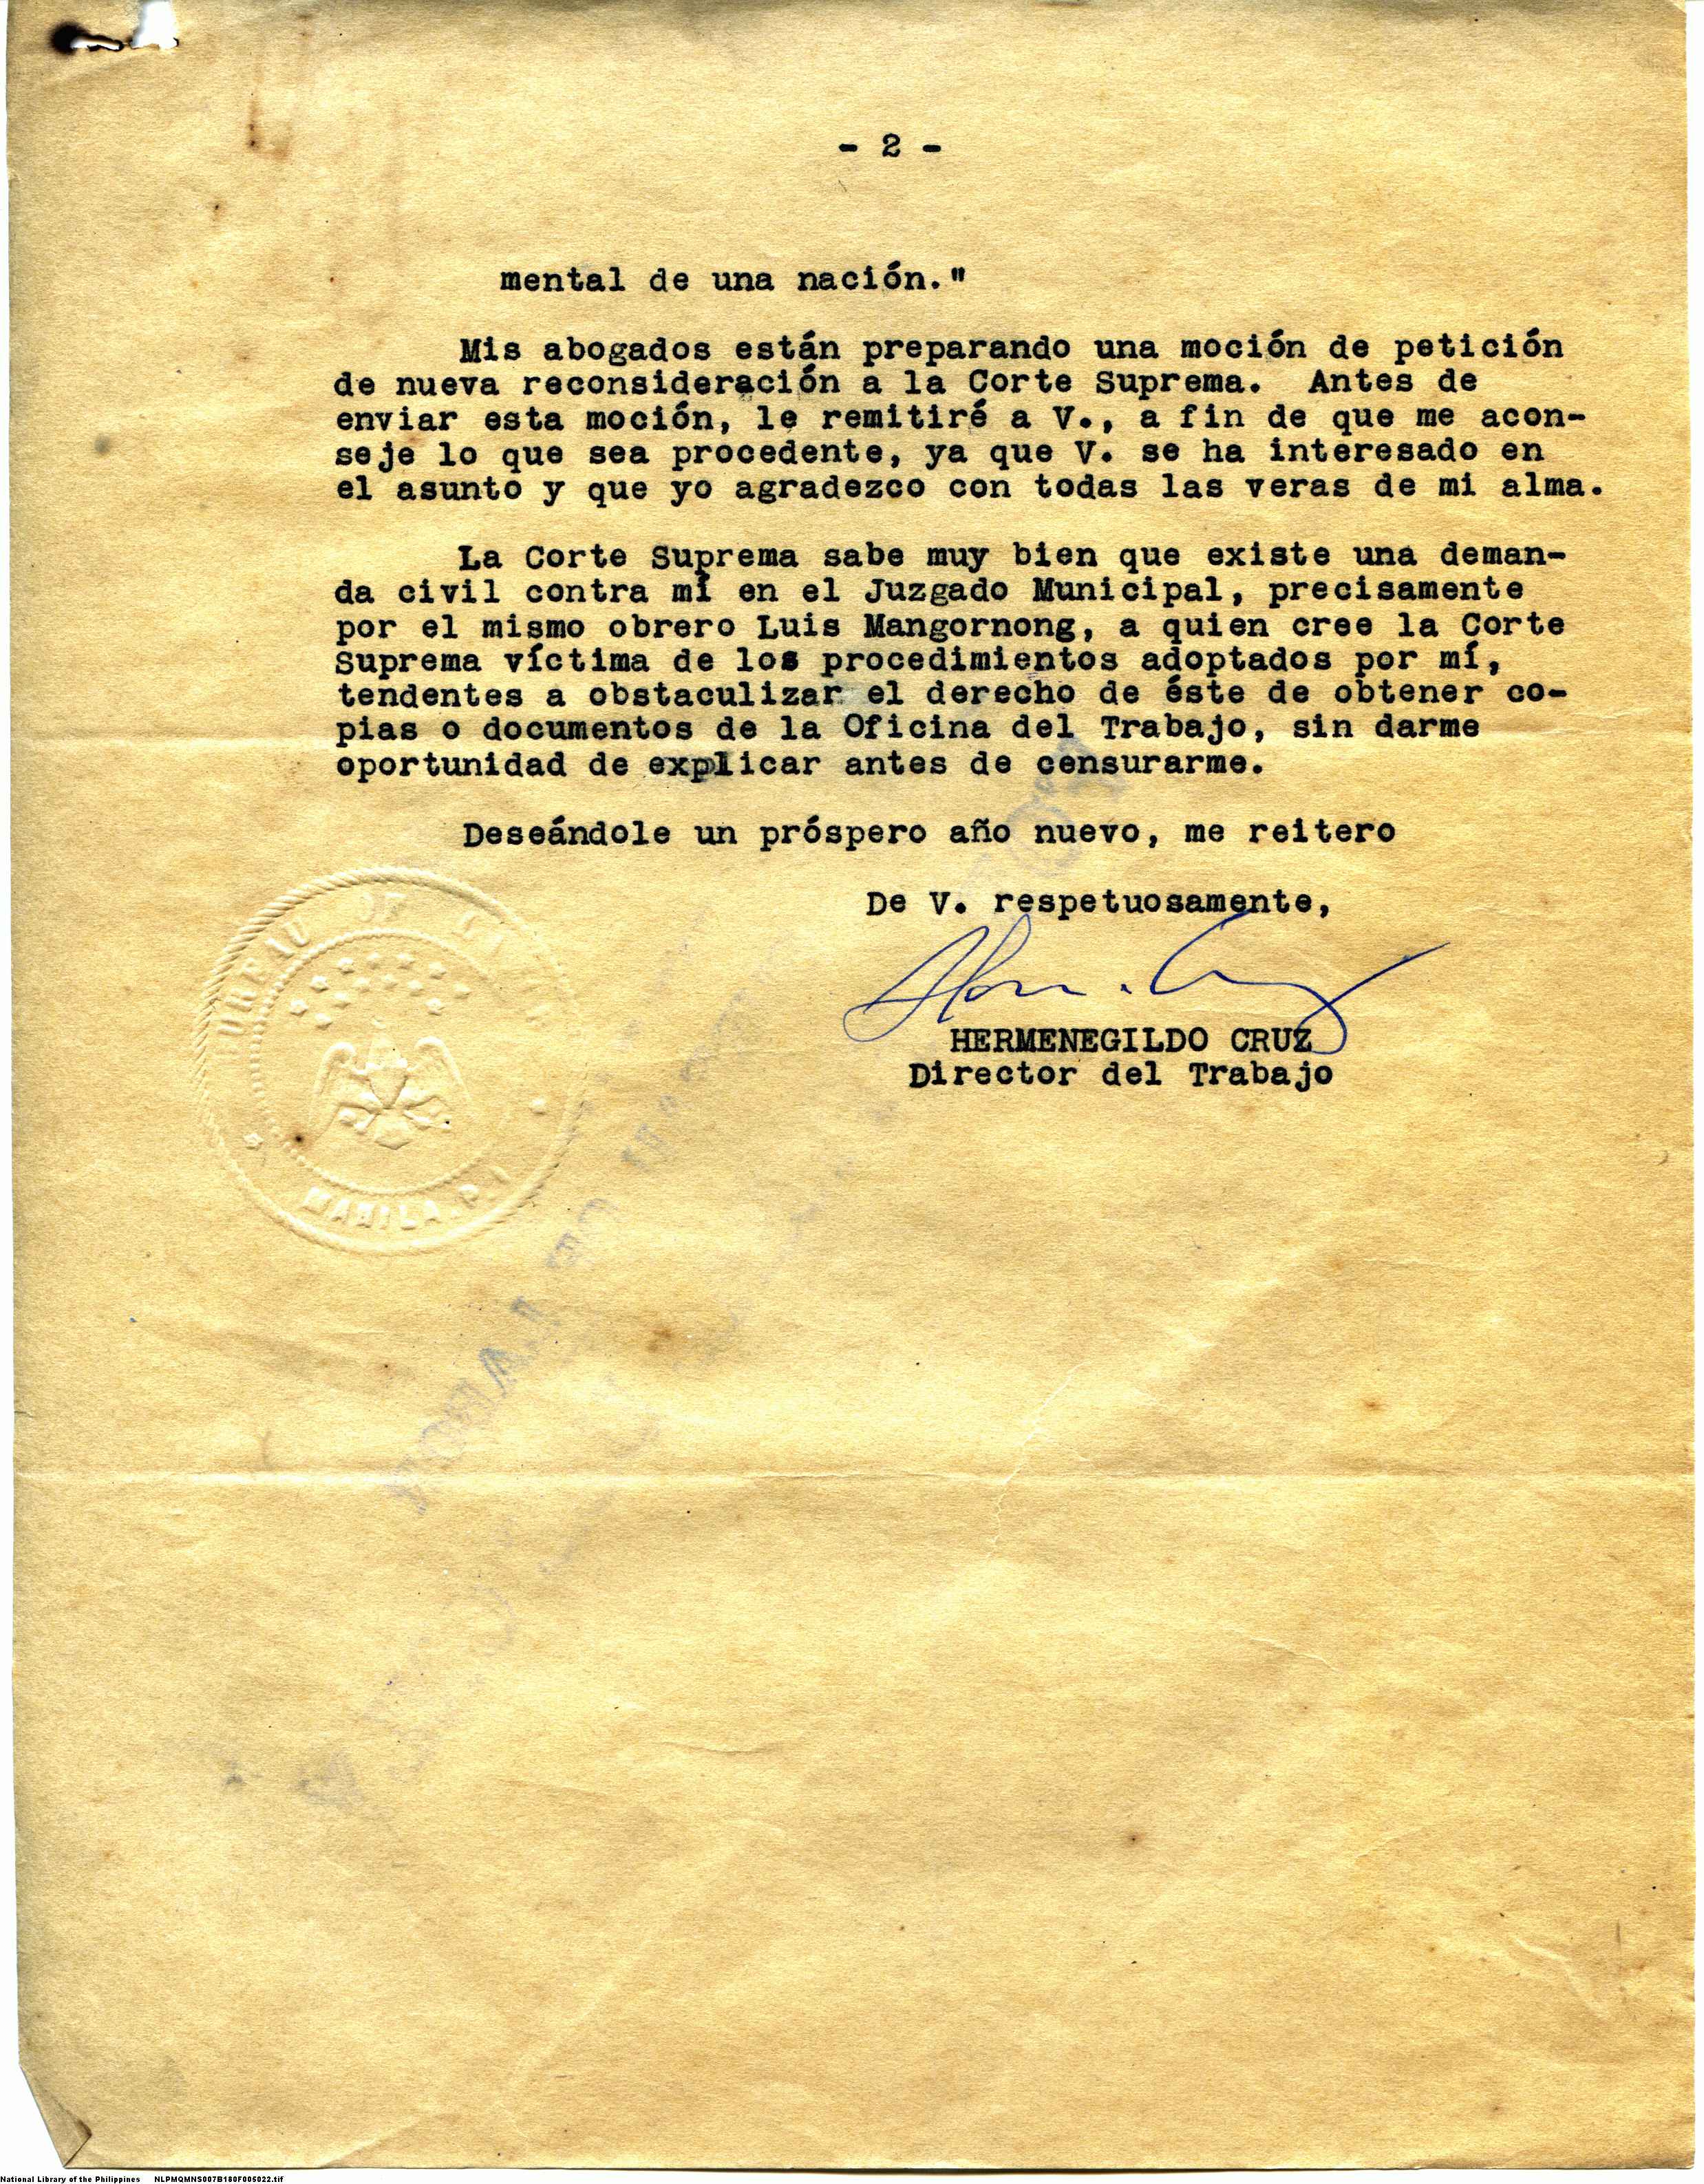 - 2 -
mental de una nación."
Mis abogados están preparando una moción de petición
de nueva reconsideración a la Corte Suprema. Antes de
enviar esta moción, le remitiré a V., a fin de que me acon-
seje lo que sea procedente, ya que V. se ha interesado en
el asunto y que yo agradezco con todas las veras de mi alma.
La Corte Suprema sabe muy bien que existe una deman-
da civil contra mí en el Juzgado Municipal, precisamente
por el mismo obrero Luis Mangornong, a quien cree la Corte
Suprema víctima de los procedimientos adoptados por mí,
tendentes a obstaculizar el derecho de éste de obtener co-
pias o documentos de la Oficina del Trabajo, sin darme
oportunidad de explicar antes de censurarme.
Deseándole un próspero año nuevo, me reitero
De V. respetuosamente,
HERMENEGILDO CRUZ
Director del Trabajo
BUREAU OF
MANILA, P.I.
National Library of the Philippines NLPMQMNS007B180F005022.tif